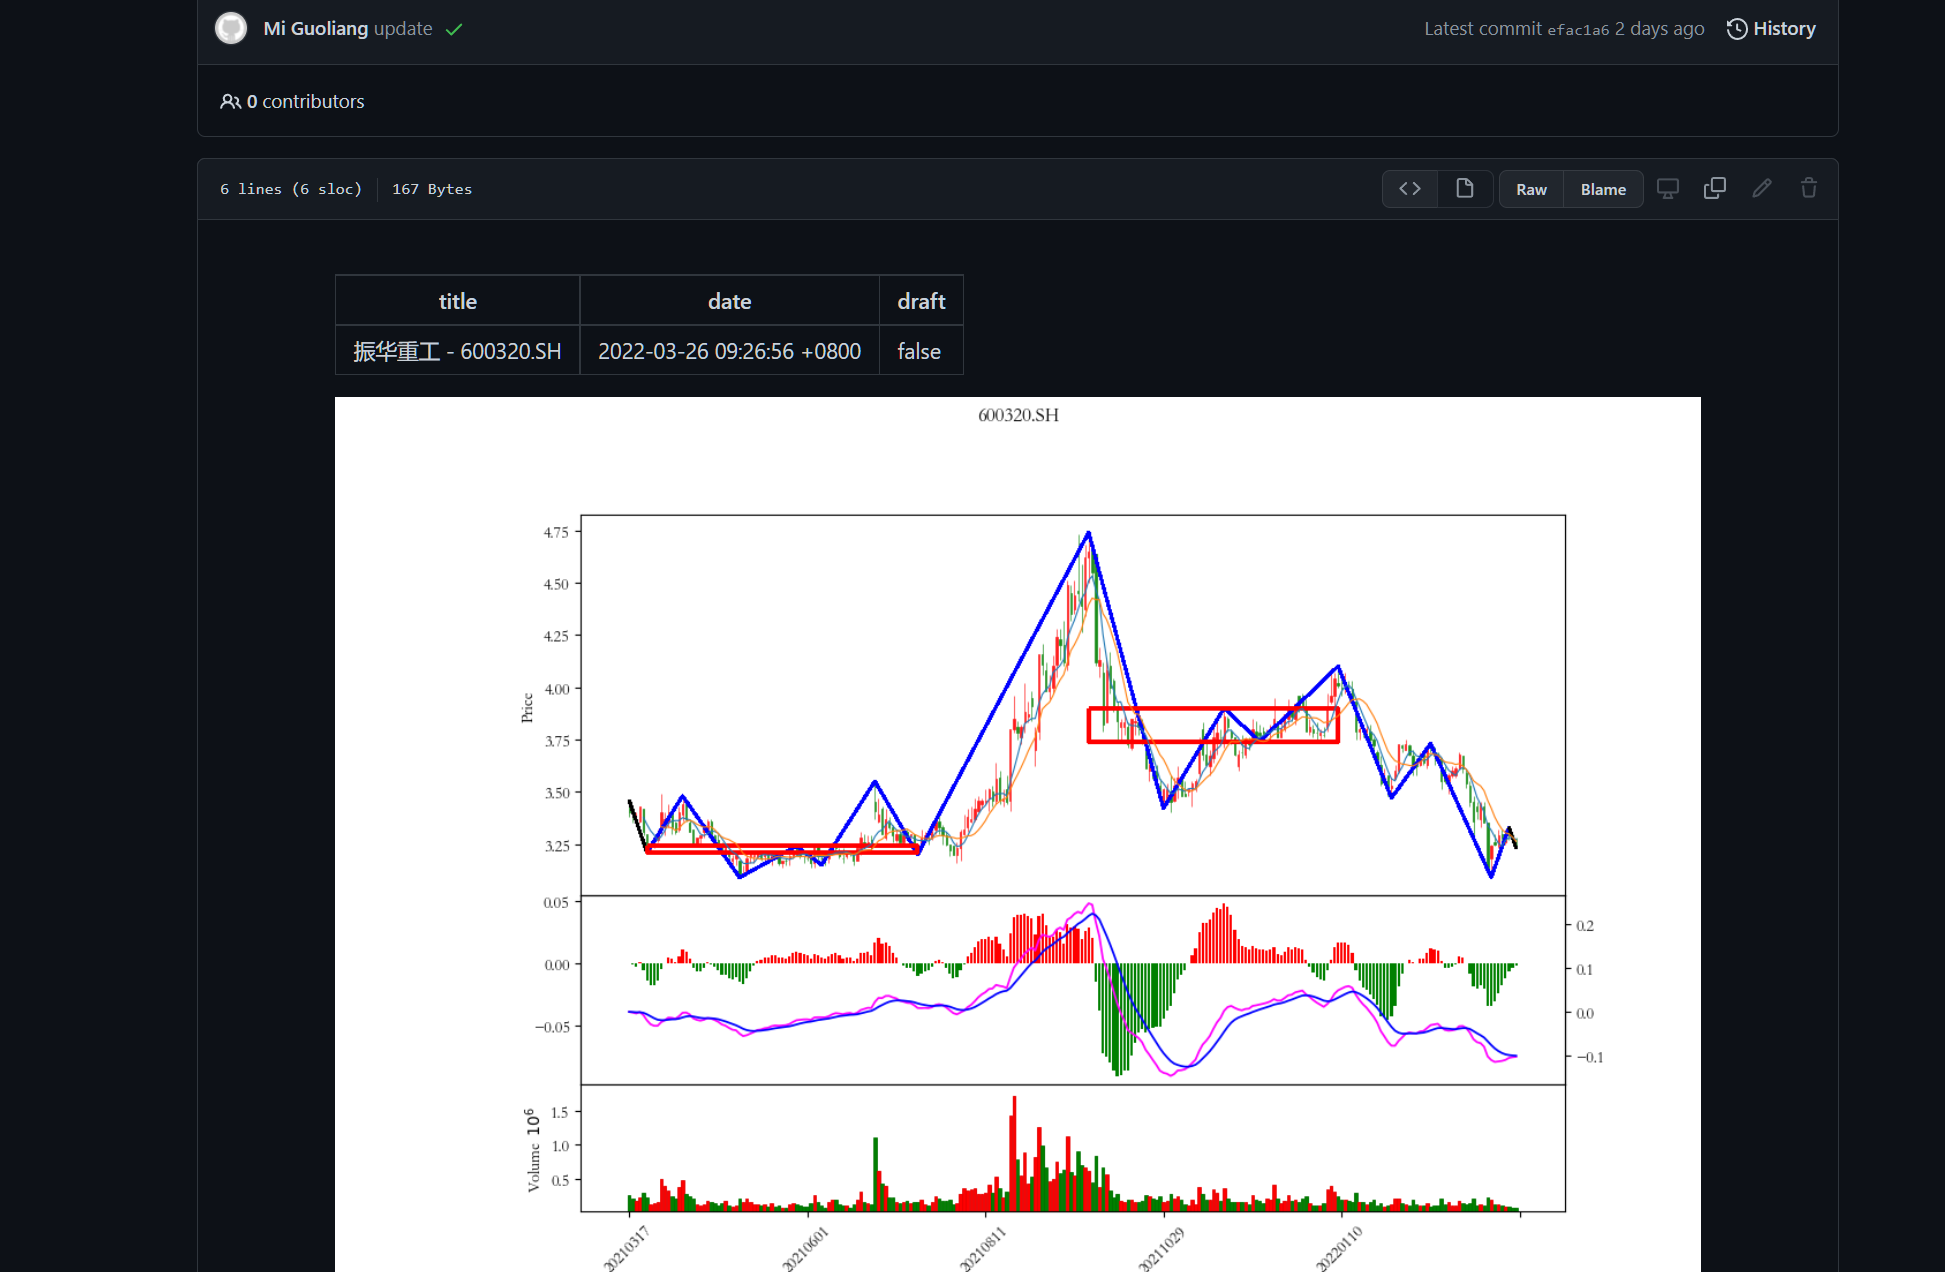 Mi Guoliang update
Latest commit efac1a6 2 days ago History
0 contributors
6 lines (6 sloc) 167 Bytes
Raw Blame
title date draft
振华重工 - 600320.SH 2022-03-26 09:26:56 +0800 false
600320.SH
Price
4.75
4.50
4.25
4.00
3.75
3.50
3.25
0.05
0.00
−0.05
0.2
0.1
0.0
−0.1
Volume 10⁶
1.5
1.0
0.5
20210317
20210601
20210811
20211029
20220110